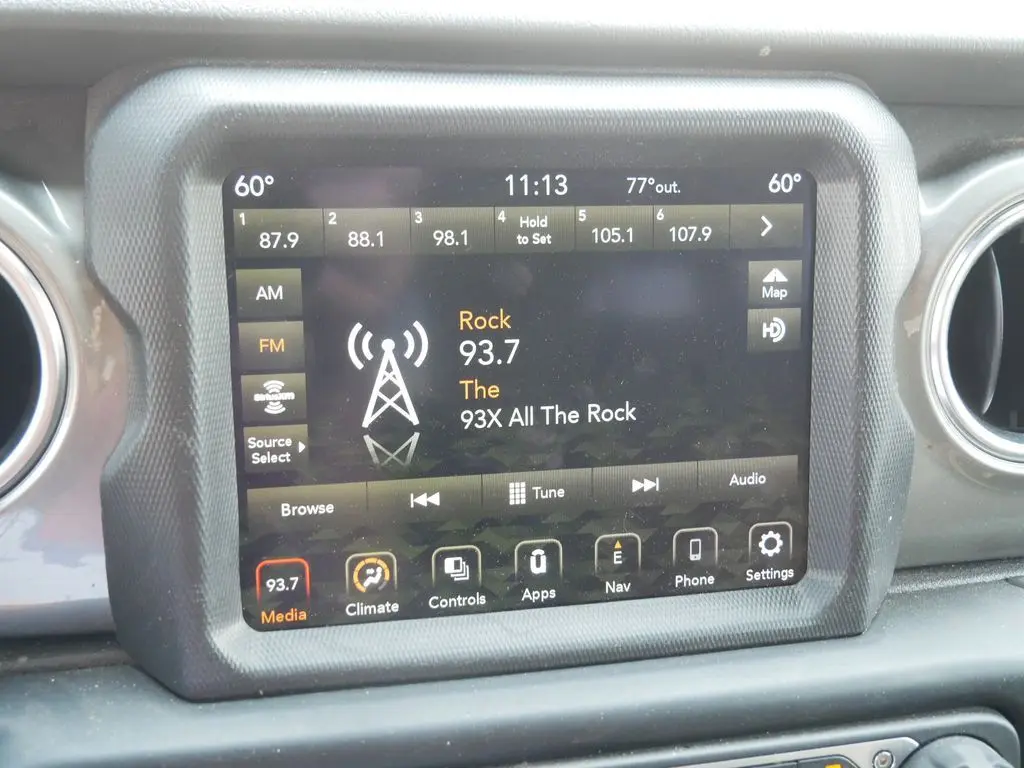 60° 11:13 77°out. 60°
1 87.9 2 88.1 3 98.1 4 Hold to Set 5 105.1 6 107.9
AM
Map
FM
HD
SiriusXM
Source
Select
Rock
93.7
The
93X All The Rock
Browse Tune Audio
93.7 E
Media Climate Controls Apps Nav Phone Settings